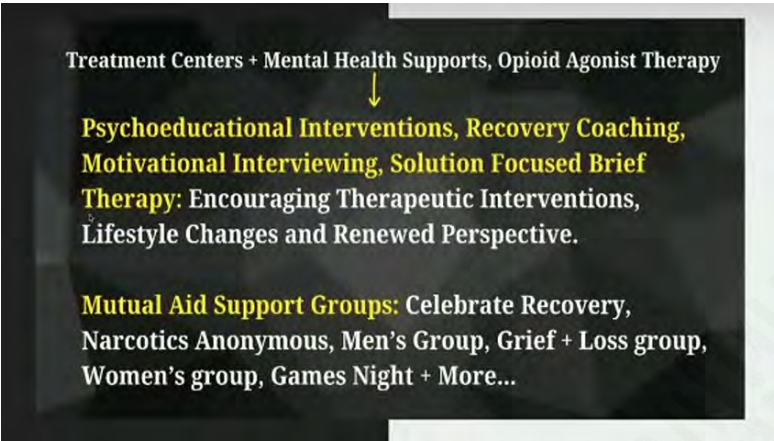 Treatment Centers + Mental Health Supports, Opioid Agonist Therapy
Psychoeducational Interventions, Recovery Coaching,
Motivational Interviewing, Solution Focused Brief
Therapy: Encouraging Therapeutic Interventions,
Lifestyle Changes and Renewed Perspective.
Mutual Aid Support Groups: Celebrate Recovery,
Narcotics Anonymous, Men's Group, Grief + Loss group,
Women's group, Games Night + More...